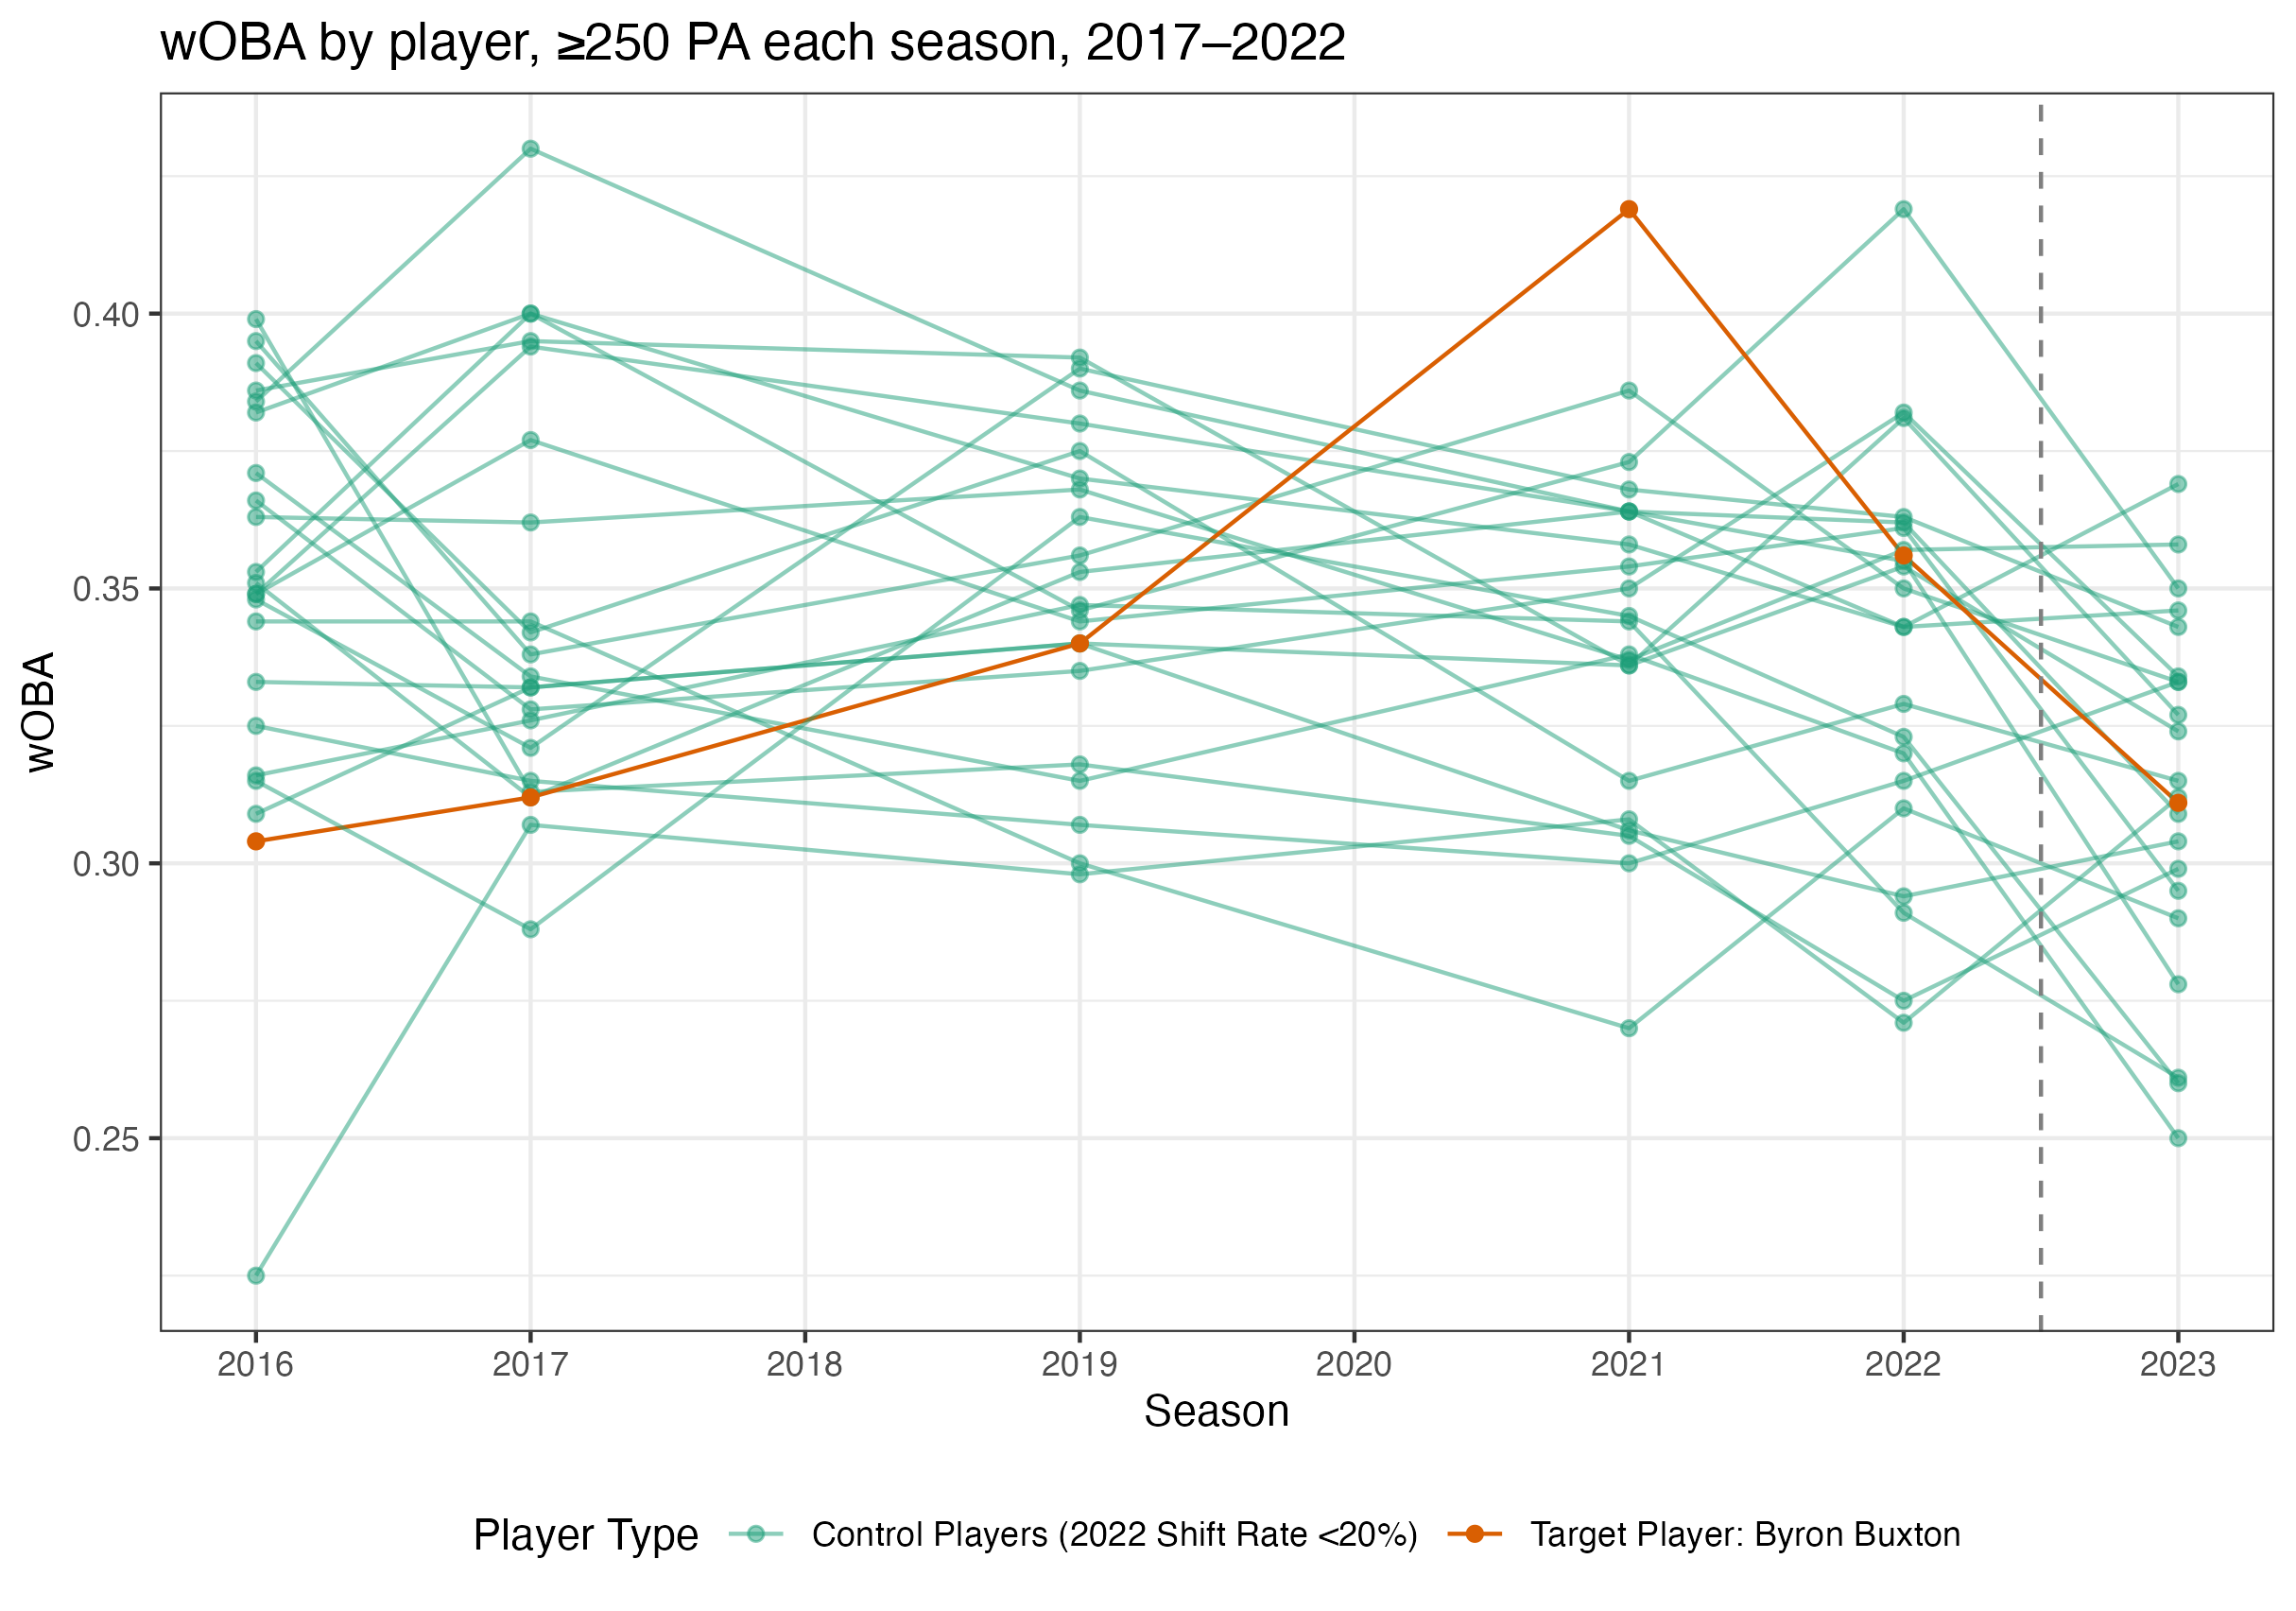 wOBA by player, ≥250 PA each season, 2017–2022
wOBA
0.40
0.35
0.30
0.25
2016 2017 2018 2019 2020 2021 2022 2023
Season
Player Type Control Players (2022 Shift Rate <20%) Target Player: Byron Buxton